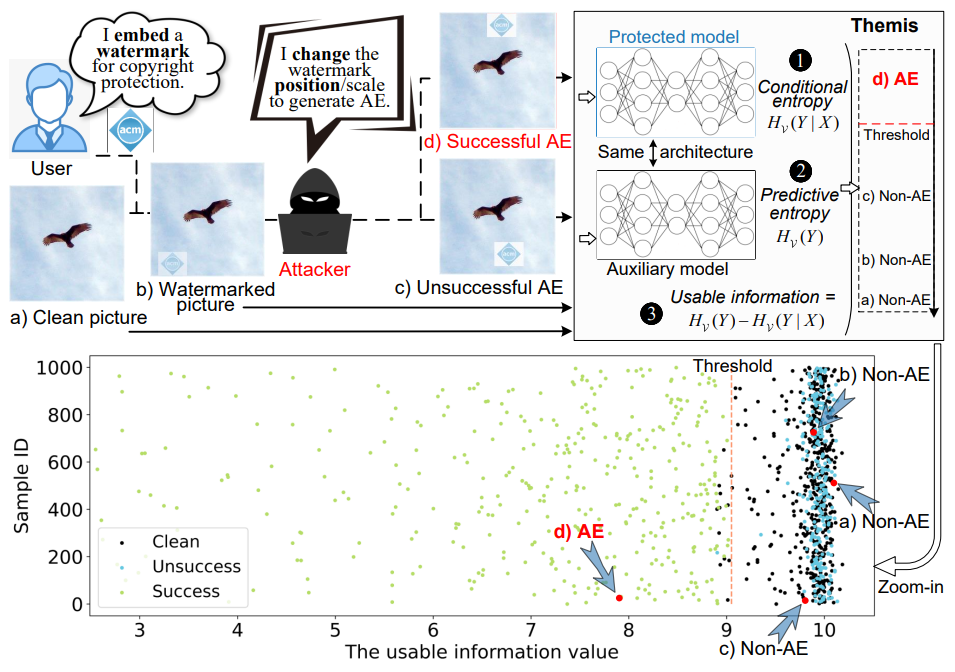 I embed a
watermark
for copyright
protection.
acm
User
I change the
watermark
position/scale
to generate AE.
Attacker
a) Clean picture
b) Watermarked
picture
acm
acm
d) Successful AE
acm
c) Unsuccessful AE
Themis
Protected model
Same architecture
Auxiliary model
1
Conditional
entropy
H𝒱(Y | X)
2
Predictive
entropy
H𝒱(Y)
3 Usable information =
H𝒱(Y) − H𝒱(Y | X)
d) AE
Threshold
c) Non-AE
b) Non-AE
a) Non-AE
Zoom-in
Threshold
b) Non-AE
a) Non-AE
d) AE
c) Non-AE
Sample ID
1000
800
600
400
200
0
Clean
Unsuccess
Success
3 4 5 6 7 8 9 10
The usable information value